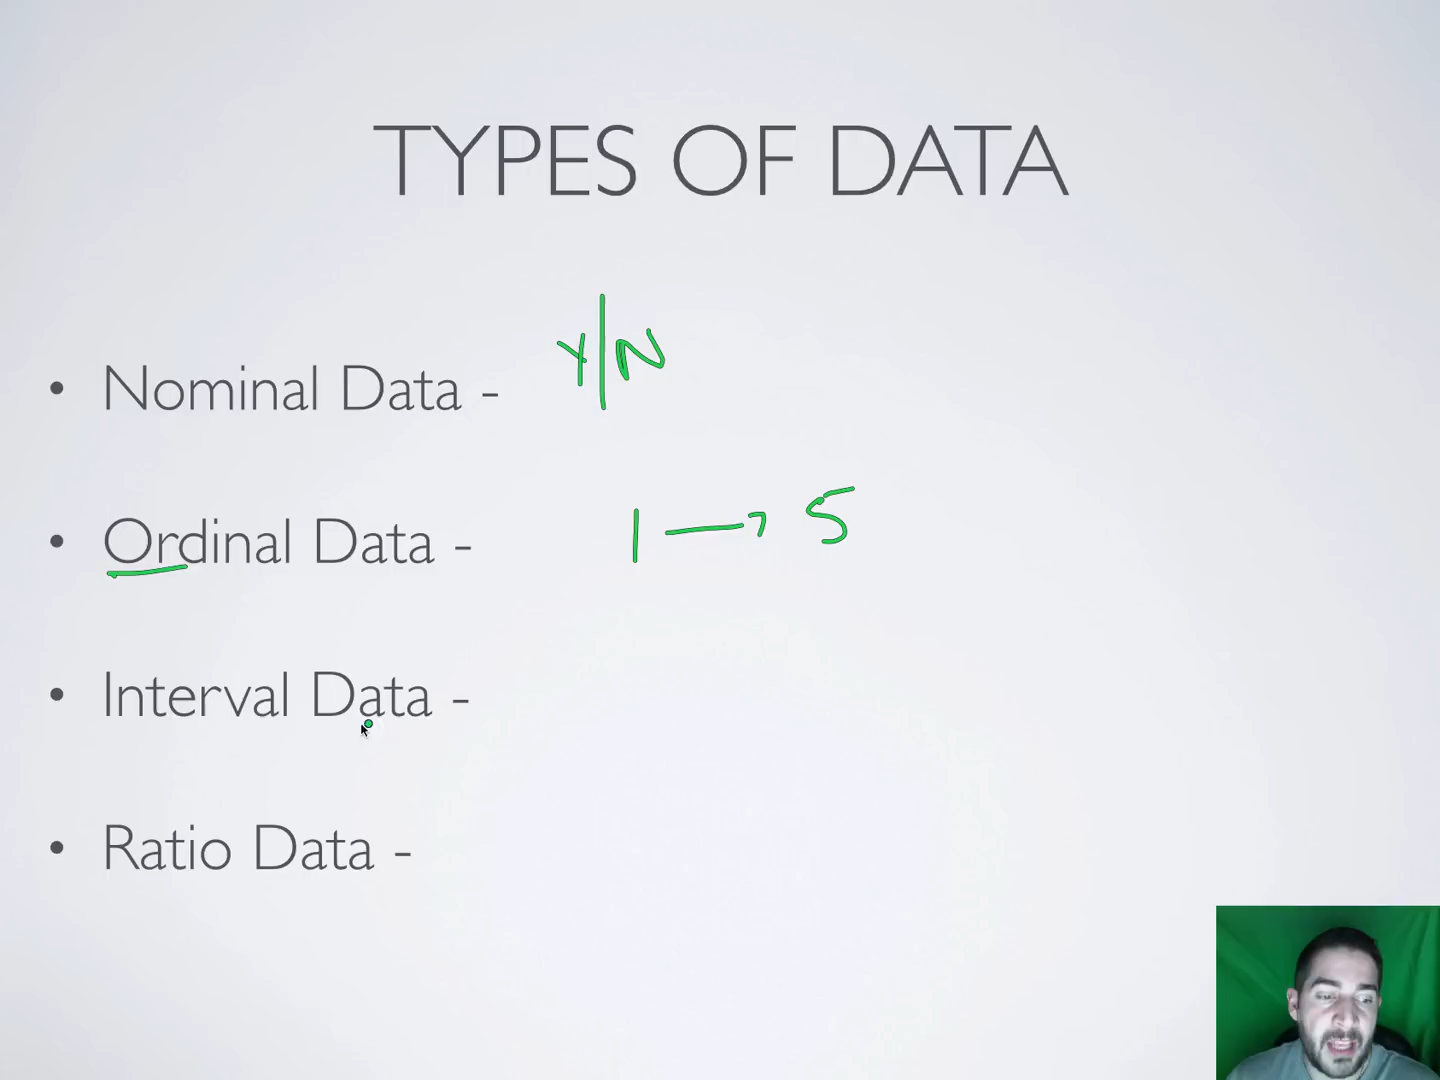 TYPES OF DATA
• Nominal Data - Y|N
• Ordinal Data - 1 → 5
• Interval Data -
• Ratio Data -